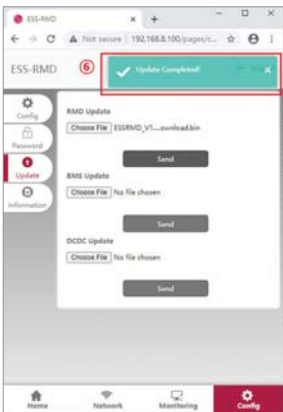 ESS-RMD
Not secure | 192.168.8.100/pages/c...
ESS-RMD
⑥
Update Completed!
Config
Password
Update
Information
RMD Update
Choose File ESSRMD_V1....ownload.bin
Send
BMS Update
Choose File No file chosen
Send
DCDC Update
Choose File No file chosen
Send
Home
Network
Monitoring
Config